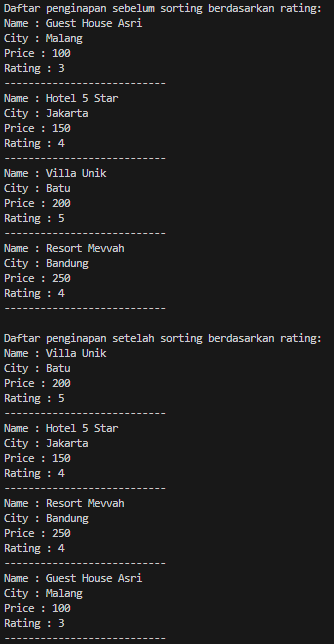 Daftar penginapan sebelum sorting berdasarkan rating:
Name : Guest House Asri
City : Malang
Price : 100
Rating : 3
---------------------------
Name : Hotel 5 Star
City : Jakarta
Price : 150
Rating : 4
---------------------------
Name : Villa Unik
City : Batu
Price : 200
Rating : 5
---------------------------
Name : Resort Mevvah
City : Bandung
Price : 250
Rating : 4
---------------------------
Daftar penginapan setelah sorting berdasarkan rating:
Name : Villa Unik
City : Batu
Price : 200
Rating : 5
---------------------------
Name : Hotel 5 Star
City : Jakarta
Price : 150
Rating : 4
---------------------------
Name : Resort Mevvah
City : Bandung
Price : 250
Rating : 4
---------------------------
Name : Guest House Asri
City : Malang
Price : 100
Rating : 3
---------------------------